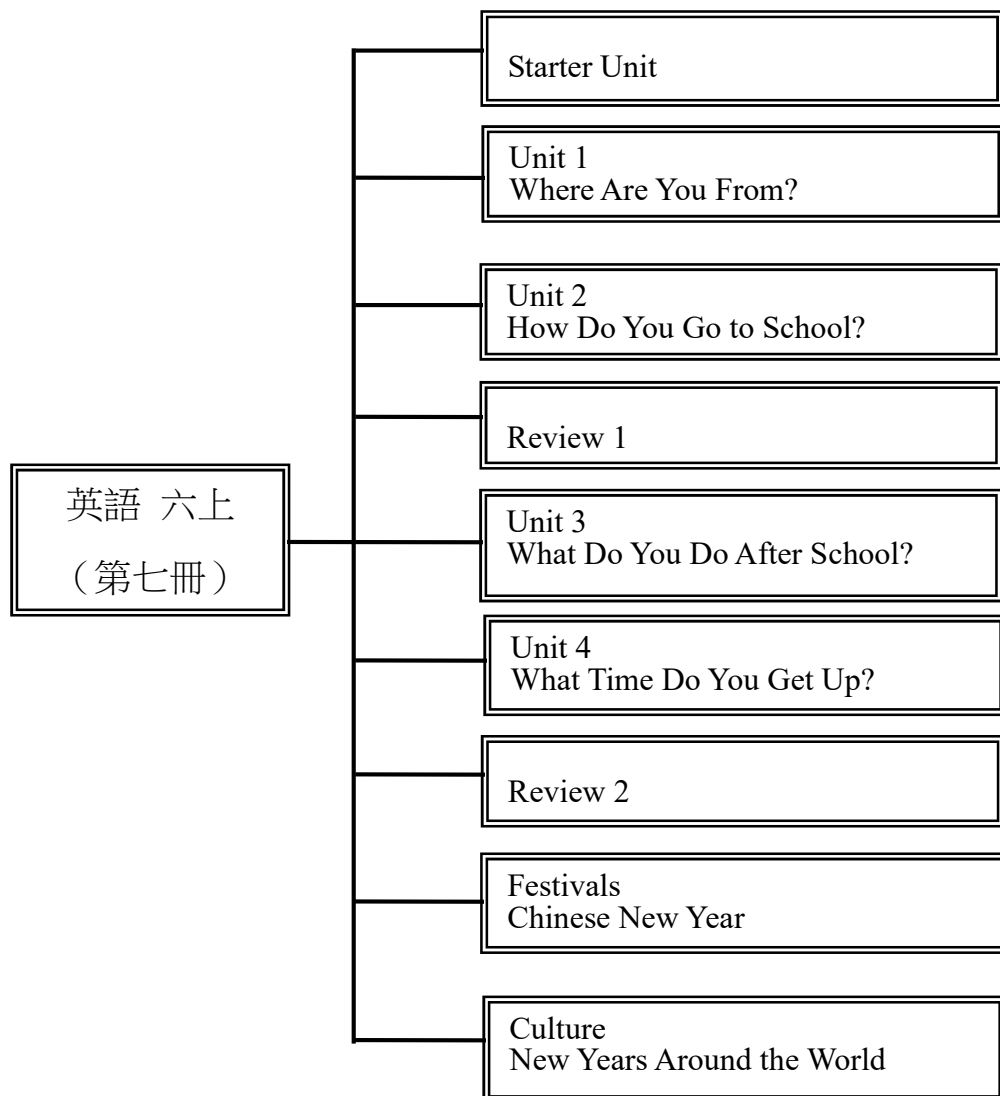 英語 六上
（第七冊）
Starter Unit
Unit 1
Where Are You From?
Unit 2
How Do You Go to School?
Review 1
Unit 3
What Do You Do After School?
Unit 4
What Time Do You Get Up?
Review 2
Festivals
Chinese New Year
Culture
New Years Around the World